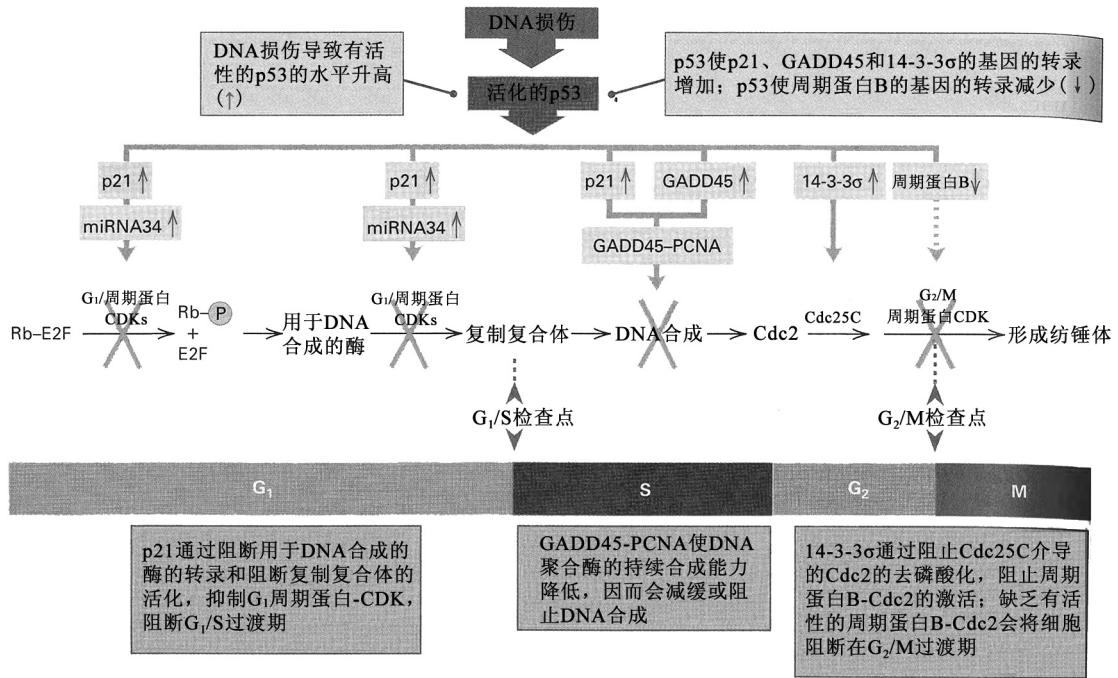 DNA损伤
DNA损伤导致有活
性的p53的水平升高
(↑)
活化的p53
p53使p21、GADD45和14-3-3σ的基因的转录
增加；p53使周期蛋白B的基因的转录减少(↓)
p21↑
miRNA34↑
p21↑
miRNA34↑
p21↑
GADD45↑
GADD45–PCNA
14-3-3σ↑
周期蛋白B↓
Rb–E2F
G₁/周期蛋白
CDKs
Rb–P
+
E2F
用于DNA
合成的酶
G₁/周期蛋白
CDKs
复制复合体
DNA合成
Cdc2
Cdc25C
G₂/M
周期蛋白CDK
形成纺锤体
G₁/S检查点
G₂/M检查点
G₁
S
G₂
M
p21通过阻断用于DNA合成的
酶的转录和阻断复制复合体的
活化，抑制G₁周期蛋白-CDK，
阻断G₁/S过渡期
GADD45-PCNA使DNA
聚合酶的持续合成能力
降低，因而会减缓或阻
止DNA合成
14-3-3σ通过阻止Cdc25C介导
的Cdc2的去磷酸化，阻止周期
蛋白B-Cdc2的激活；缺乏有活
性的周期蛋白B-Cdc2会将细胞
阻断在G₂/M过渡期